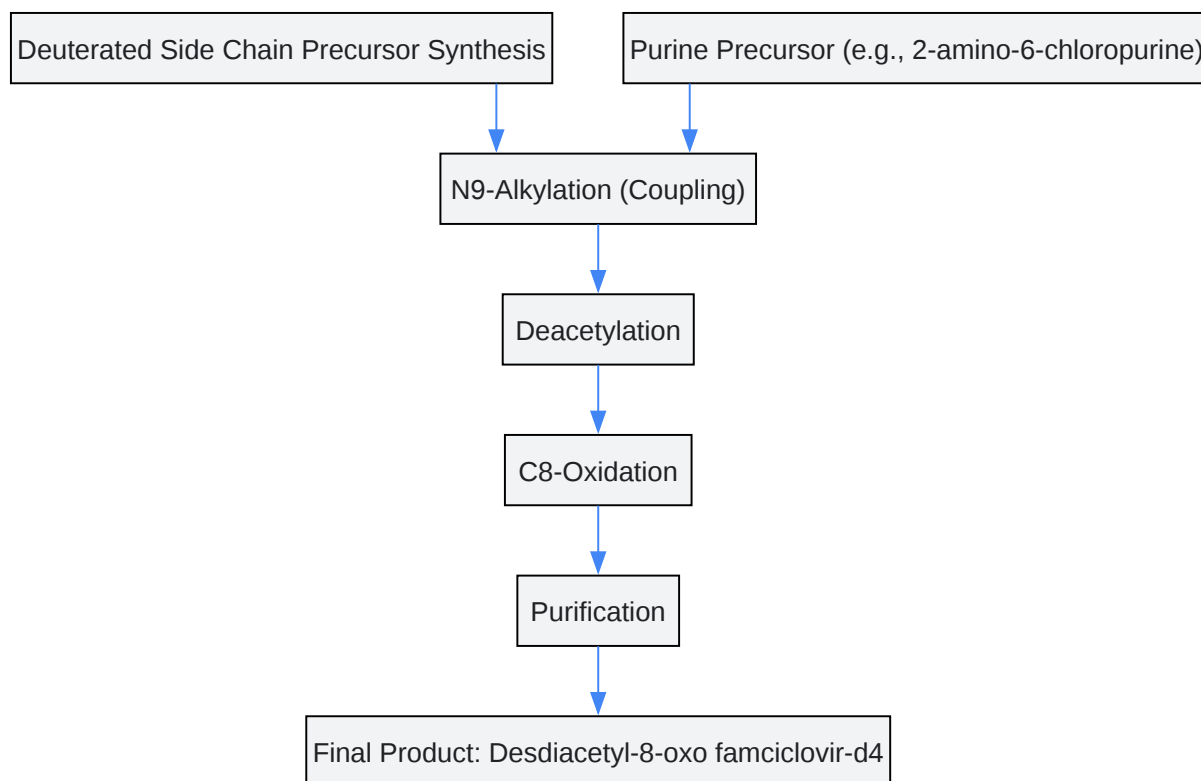 Deuterated Side Chain Precursor Synthesis
Purine Precursor (e.g., 2-amino-6-chloropurine)
N9-Alkylation (Coupling)
Deacetylation
C8-Oxidation
Purification
Final Product: Desdiacetyl-8-oxo famciclovir-d4